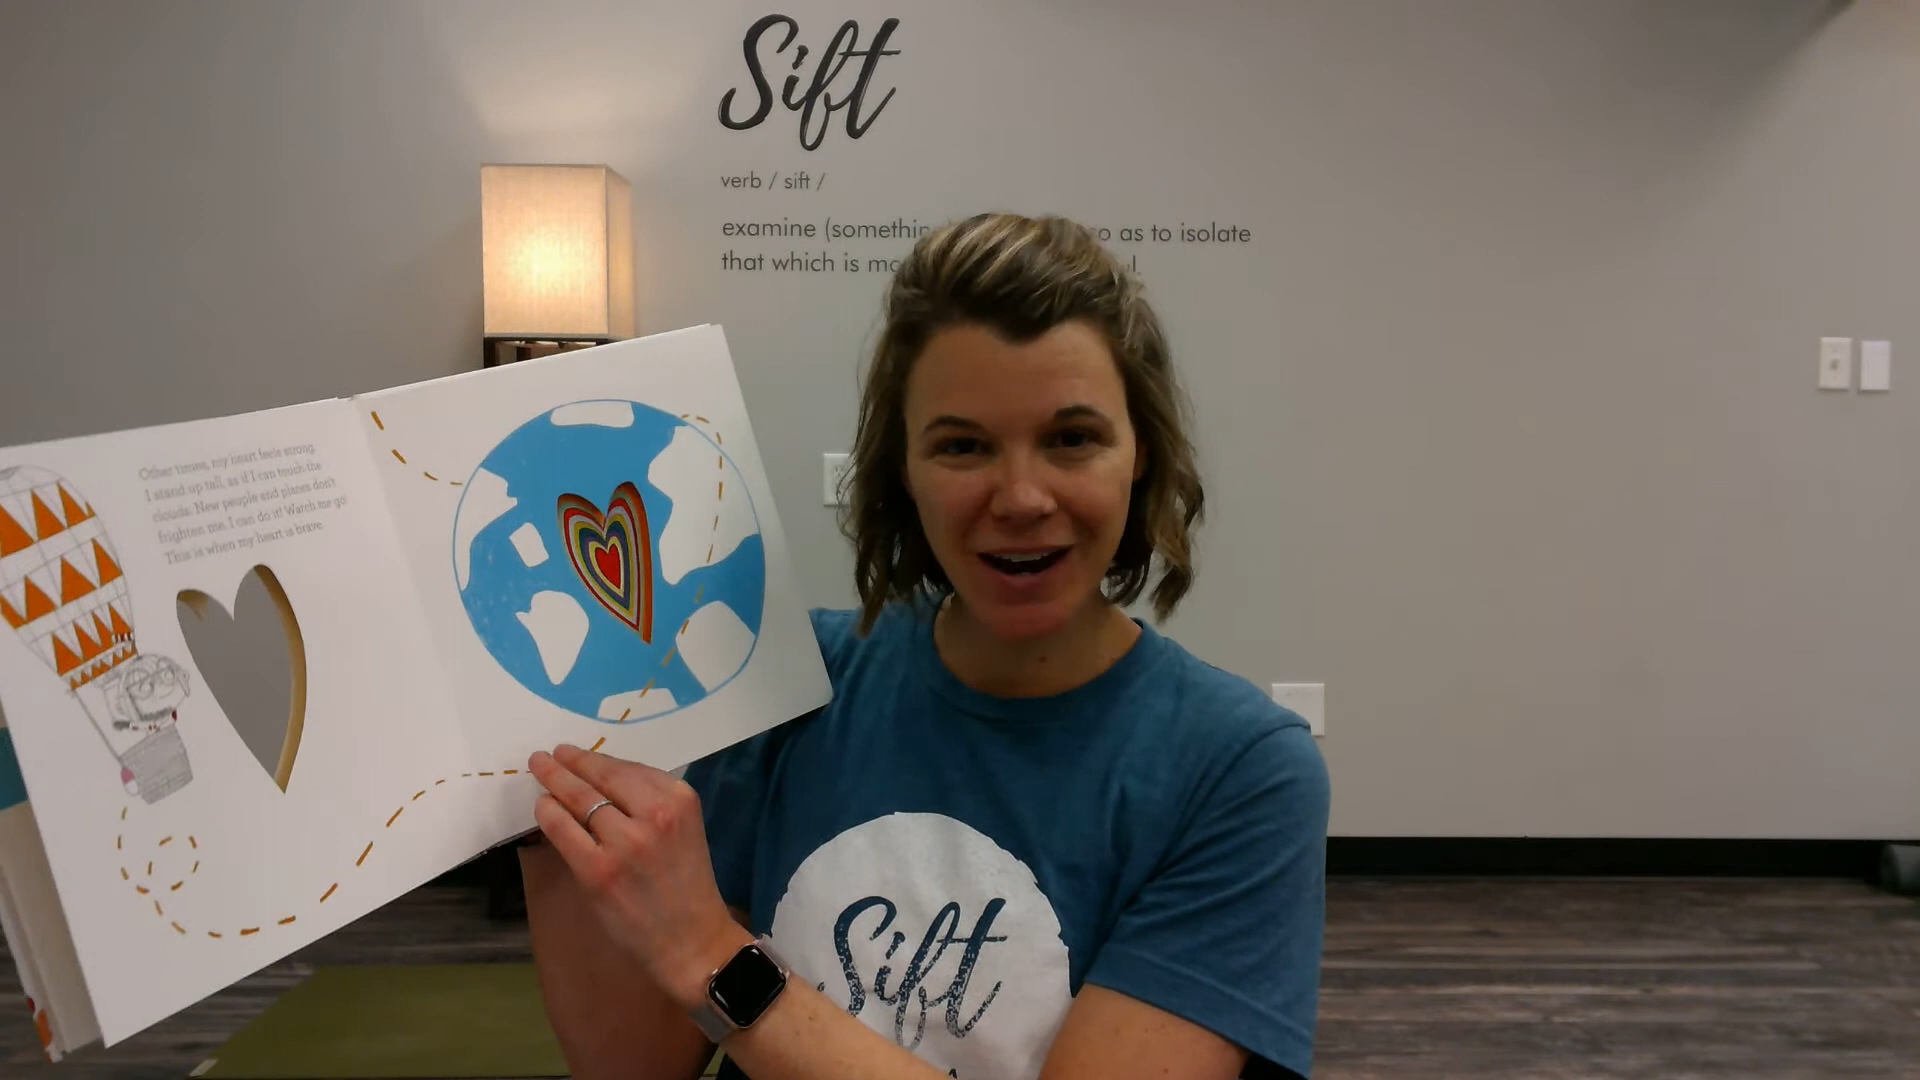 Sift
verb / sift /
examine (somethin so as to isolate
that which is mo
Other times, my heart feels strong.
I stand up tall, as if I can touch the
clouds. New people and places don't
frighten me. I can do it! Watch me go!
This is when my heart is brave.
Sift